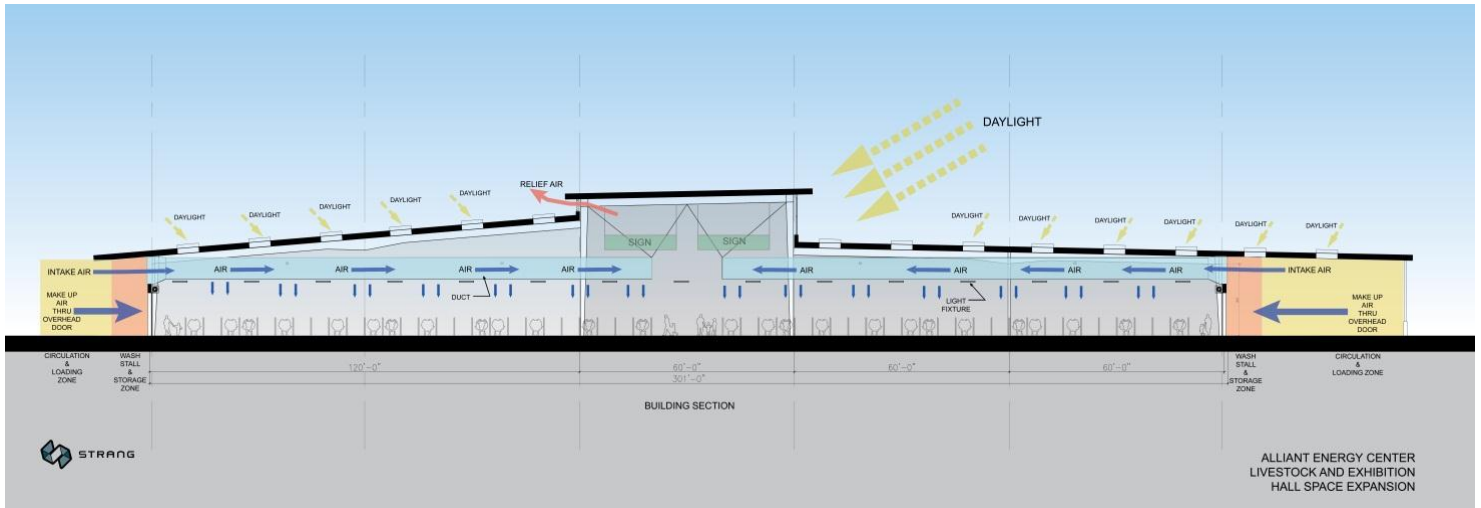 DAYLIGHT
RELIEF AIR
DAYLIGHT
DAYLIGHT
DAYLIGHT
DAYLIGHT
DAYLIGHT
DAYLIGHT
DAYLIGHT
DAYLIGHT
DAYLIGHT
DAYLIGHT
DAYLIGHT
SIGN
SIGN
INTAKE AIR
AIR
AIR
AIR
AIR
AIR
AIR
AIR
AIR
INTAKE AIR
DUCT
LIGHT
FIXTURE
MAKE UP
AIR
THRU
OVERHEAD
DOOR
MAKE UP
AIR
THRU
OVERHEAD
DOOR
CIRCULATION
&
LOADING
ZONE
WASH
STALL
&
STORAGE
ZONE
120'-0"
60'-0"
60'-0"
60'-0"
301'-0"
WASH
STALL
&
STORAGE
ZONE
CIRCULATION
&
LOADING ZONE
BUILDING SECTION
STRANG
ALLIANT ENERGY CENTER
LIVESTOCK AND EXHIBITION
HALL SPACE EXPANSION